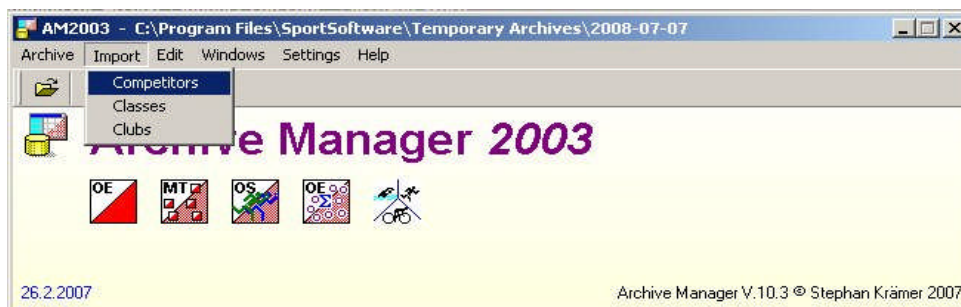 AM2003 - C:\Program Files\SportSoftware\Temporary Archives\2008-07-07
Archive Import Edit Windows Settings Help
Competitors
Classes
Clubs
Archive Manager 2003
OE MT OS OE
26.2.2007 Archive Manager V.10.3 © Stephan Krämer 2007